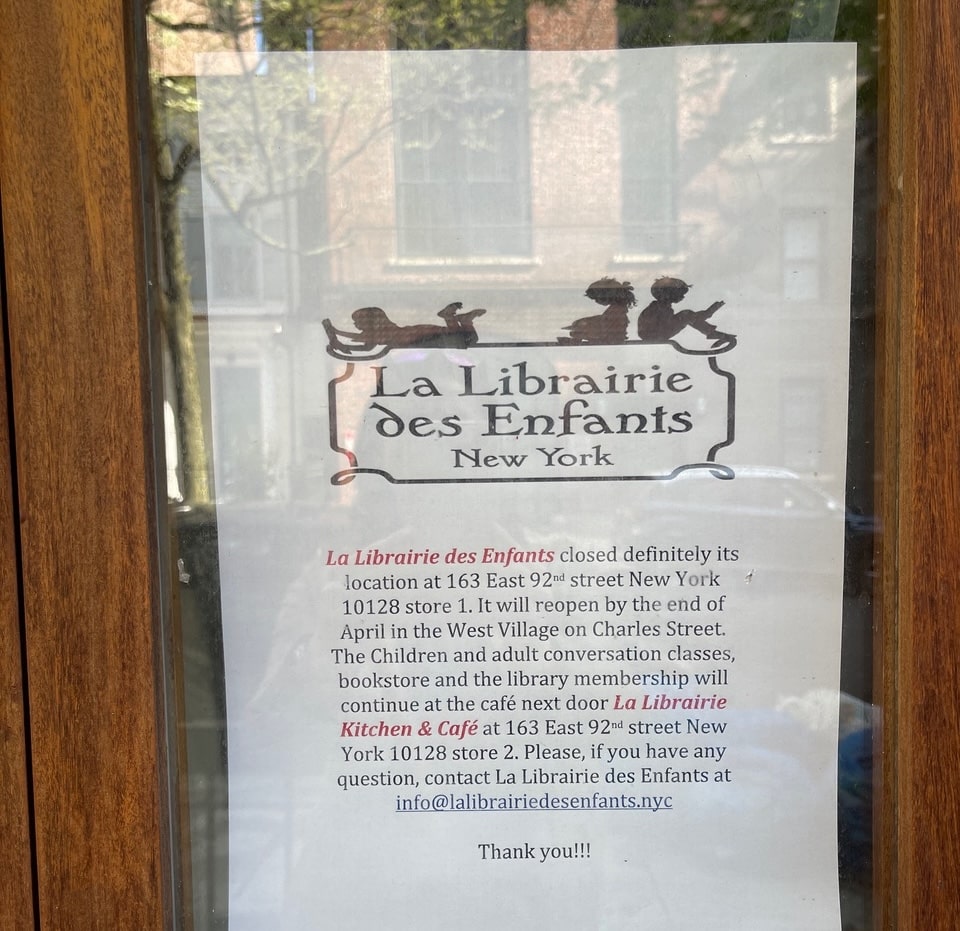 La Librairie
des Enfants
New York
La Librairie des Enfants closed definitely its
location at 163 East 92nd street New York
10128 store 1. It will reopen by the end of
April in the West Village on Charles Street.
The Children and adult conversation classes,
bookstore and the library membership will
continue at the café next door La Librairie
Kitchen & Café at 163 East 92nd street New
York 10128 store 2. Please, if you have any
question, contact La Librairie des Enfants at
info@lalibrairiedesenfants.nyc
Thank you!!!